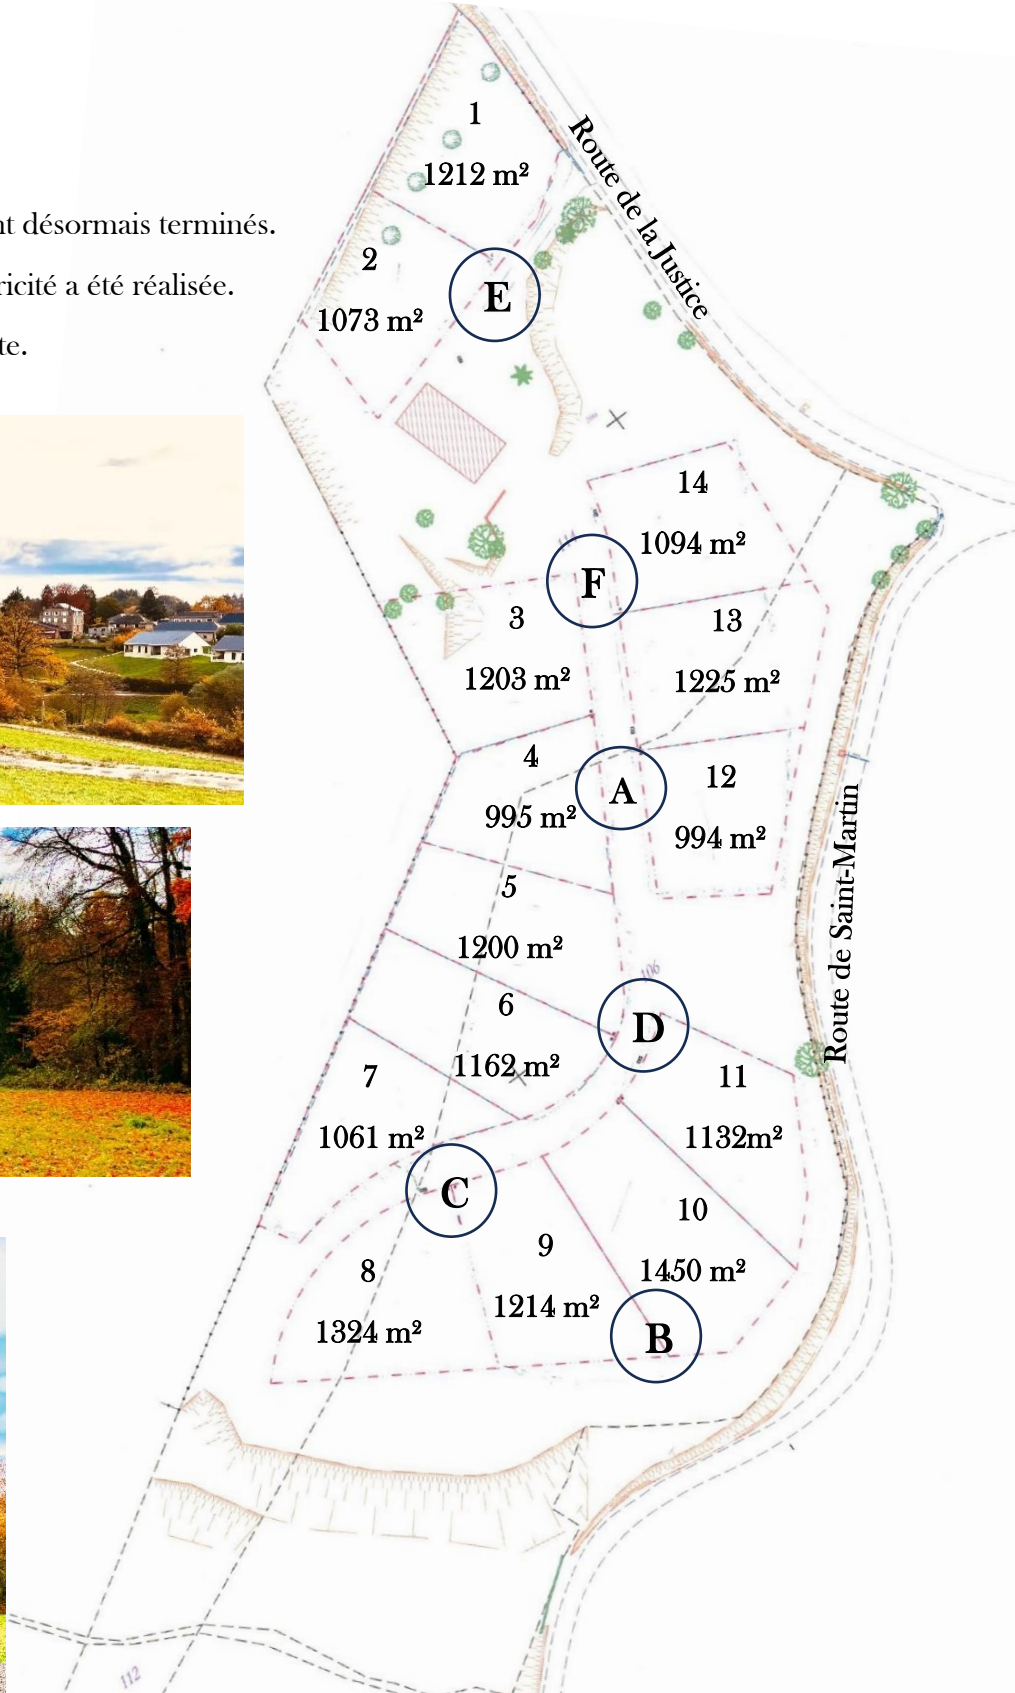 nt désormais terminés.
ricité a été réalisée.
te.
Route de la Justice
1
1212 m²
2
1073 m²
E
14
1094 m²
F
3
1203 m²
13
1225 m²
4
995 m²
A
12
994 m²
5
1200 m²
Route de Saint-Martin
106
6
1162 m²
D
7
1061 m²
11
1132m²
C
10
1450 m²
9
1214 m²
8
1324 m²
B
112